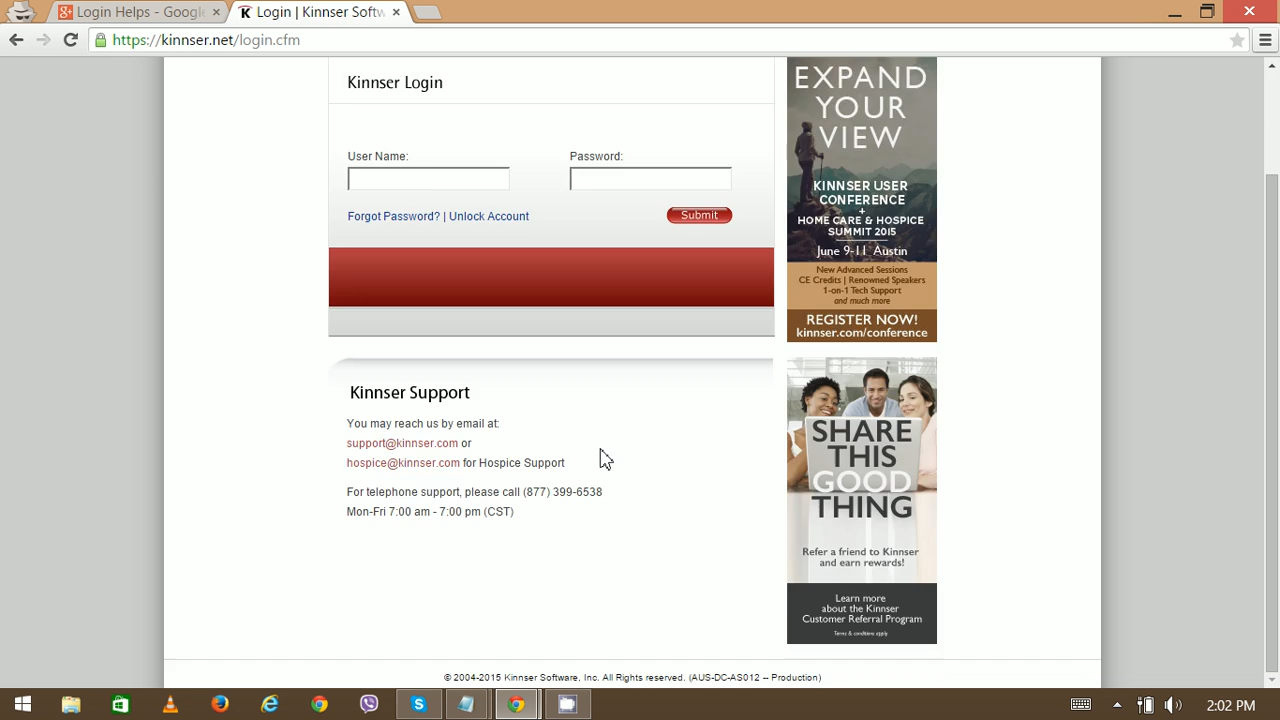 Login Helps - Google
Login | Kinnser Softw
https://kinnser.net/login.cfm
Kinnser Login
User Name:
Password:
Forgot Password? | Unlock Account
Submit
Kinnser Support
You may reach us by email at:
support@kinnser.com or
hospice@kinnser.com for Hospice Support
For telephone support, please call (877) 399-6538
Mon-Fri 7:00 am - 7:00 pm (CST)
EXPAND
YOUR
VIEW
KINNSER USER
CONFERENCE
+
HOME CARE & HOSPICE
SUMMIT 2015
June 9-11 Austin
New Advanced Sessions
CE Credits | Renowned Speakers
1-on-1 Tech Support
and much more
REGISTER NOW!
kinnser.com/conference
SHARE
THIS
GOOD
THING
Refer a friend to Kinnser
and earn rewards!
Learn more
about the Kinnser
Customer Referral Program
Terms & conditions apply
© 2004-2015 Kinnser Software, Inc. All Rights reserved. (AUS-DC-AS012 -- Production)
2:02 PM